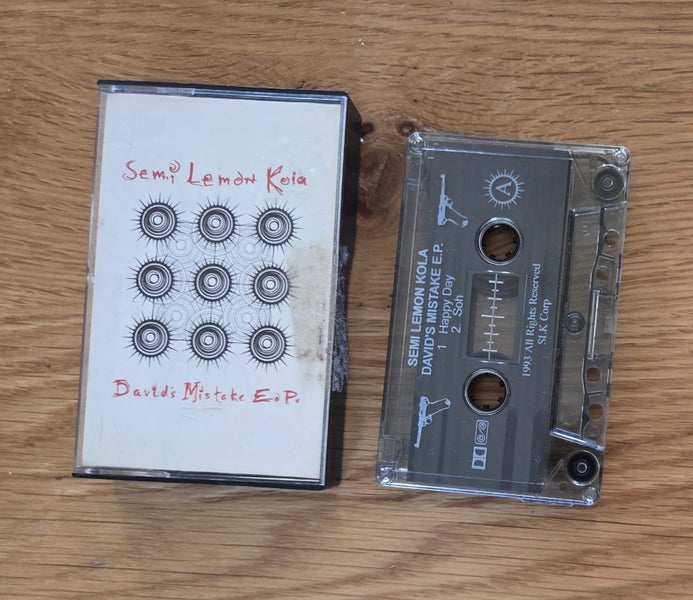 Semi Lemon Kola
David's Mistake E.P.
A
SEMI LEMON KOLA
DAVID'S MISTAKE E.P.
1 Happy Day
2. Soh
1993 All Rights Reserved
SLK Corp